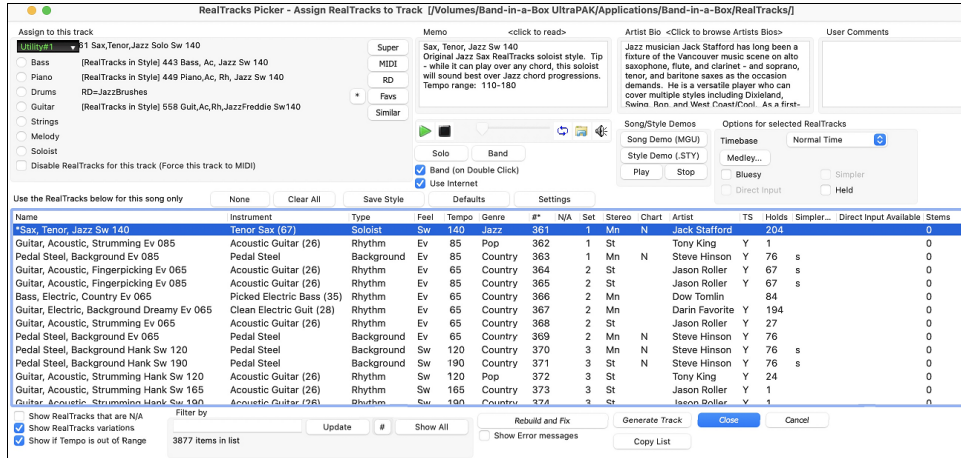 RealTracks Picker - Assign RealTracks to Track [/Volumes/Band-in-a-Box UltraPAK/Applications/Band-in-a-Box/RealTracks/]
Assign to this track
Utility#1 61 Sax,Tenor,Jazz Solo Sw 140
Bass [RealTracks in Style] 443 Bass, Ac, Jazz Sw 140
Piano [RealTracks in Style] 449 Piano,Ac, Rh, Jazz Sw 140
Drums RD=JazzBrushes
Guitar [RealTracks in Style] 558 Guit,Ac,Rh,JazzFreddie Sw140
Strings
Melody
Soloist
Disable RealTracks for this track (Force this track to MIDI)
Super
MIDI
RD
* Favs
Similar
Memo <click to read>
Sax, Tenor, Jazz Sw 140
Original Jazz Sax RealTracks soloist style. Tip
- while it can play over any chord, this soloist
will sound best over Jazz chord progressions.
Tempo range: 110-180
Solo Band
Band (on Double Click)
Use Internet
Artist Bio <Click to Browse Artists Bios>
Jazz musician Jack Stafford has long been a
fixture of the Vancouver music scene on alto
saxophone, flute, and clarinet - and soprano,
tenor, and baritone saxes as the occasion
demands. He is a versatile player who can
cover multiple styles including Dixieland,
Swing, Bop, and West Coast/Cool. As a first-
User Comments
Song/Style Demos
Song Demo (MGU)
Style Demo (.STY)
Play Stop
Options for selected RealTracks
Timebase Normal Time
Medley...
Bluesy Simpler
Direct Input Held
Use the RealTracks below for this song only None Clear All Save Style Defaults Settings
Name Instrument Type Feel Tempo Genre #* N/A Set Stereo Chart Artist TS Holds Simpler... Direct Input Available Stems
*Sax, Tenor, Jazz Sw 140 Tenor Sax (67) Soloist Sw 140 Jazz 361 1 Mn N Jack Stafford 204 0
Guitar, Acoustic, Strumming Ev 085 Acoustic Guitar (26) Rhythm Ev 85 Pop 362 1 St Tony King Y 1 0
Pedal Steel, Background Ev 085 Pedal Steel Background Ev 85 Country 363 1 Mn N Steve Hinson Y 76 s 0
Guitar, Acoustic, Fingerpicking Ev 065 Acoustic Guitar (26) Rhythm Ev 65 Country 364 2 St Jason Roller Y 67 s 0
Guitar, Acoustic, Fingerpicking Ev 085 Acoustic Guitar (26) Rhythm Ev 85 Country 365 2 St Jason Roller Y 67 s 0
Bass, Electric, Country Ev 065 Picked Electric Bass (35) Rhythm Ev 65 Country 366 2 Mn Dow Tomlin 84 0
Guitar, Electric, Background Dreamy Ev 065 Clean Electric Guit (28) Rhythm Ev 65 Country 367 2 Mn Darin Favorite Y 194 0
Guitar, Acoustic, Strumming Ev 065 Acoustic Guitar (26) Rhythm Ev 65 Country 368 2 St Jason Roller Y 27 0
Pedal Steel, Background Ev 065 Pedal Steel Background Ev 65 Country 369 2 Mn N Steve Hinson Y 76 0
Pedal Steel, Background Hank Sw 120 Pedal Steel Background Sw 120 Country 370 3 Mn N Steve Hinson Y 76 s 0
Pedal Steel, Background Hank Sw 190 Pedal Steel Background Sw 190 Country 371 3 St N Steve Hinson Y 76 s 0
Guitar, Acoustic, Strumming Hank Sw 120 Acoustic Guitar (26) Rhythm Sw 120 Pop 372 3 St Tony King Y 24 0
Guitar, Acoustic, Strumming Hank Sw 165 Acoustic Guitar (26) Rhythm Sw 165 Country 373 3 St Jason Roller Y 1 0
Guitar, Acoustic, Strumming Hank Sw 190 Acoustic Guitar (26) Rhythm Sw 190 Country 374 3 St Jason Roller Y 1 0
Show RealTracks that are N/A
Show RealTracks variations
Show if Tempo is out of Range
Filter by
Update # Show All
3877 items in list
Rebuild and Fix Generate Track Close Cancel
Show Error messages Copy List